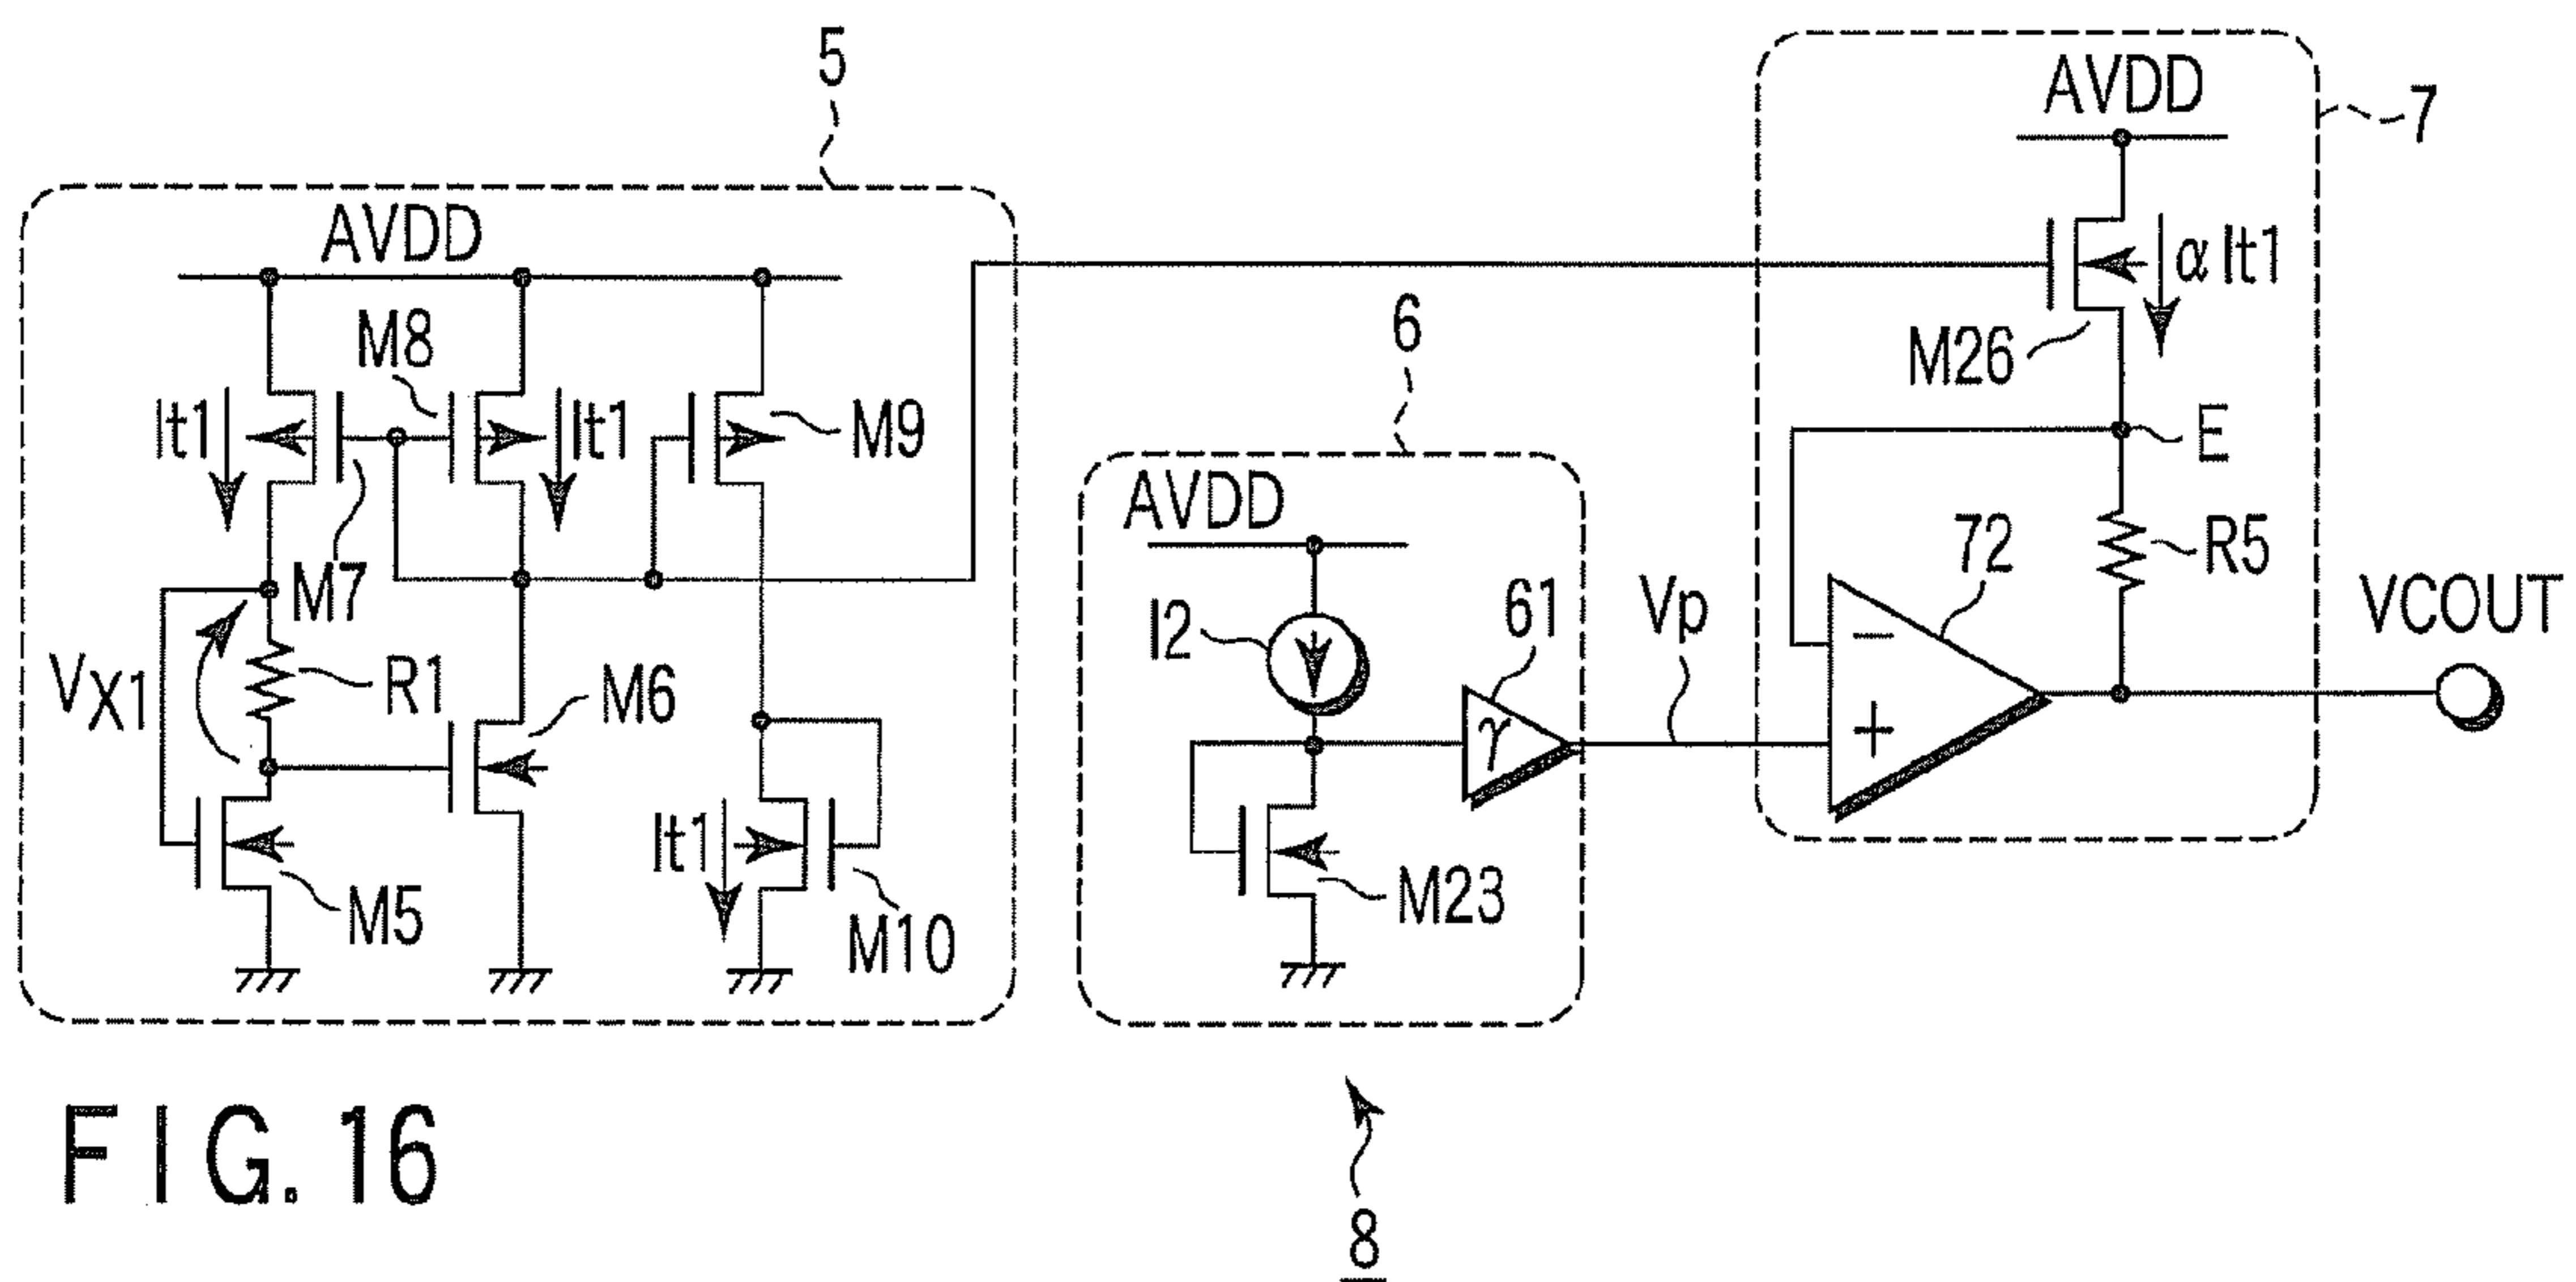 5
AVDD
7
AVDD
αIt1
M26
M8
6
It1
It1
M9
E
AVDD
M7
72
R5
I2
61
Vp
VCOUT
VX1
R1
M6
γ
−
+
It1
M5
M10
M23
FIG. 16
8